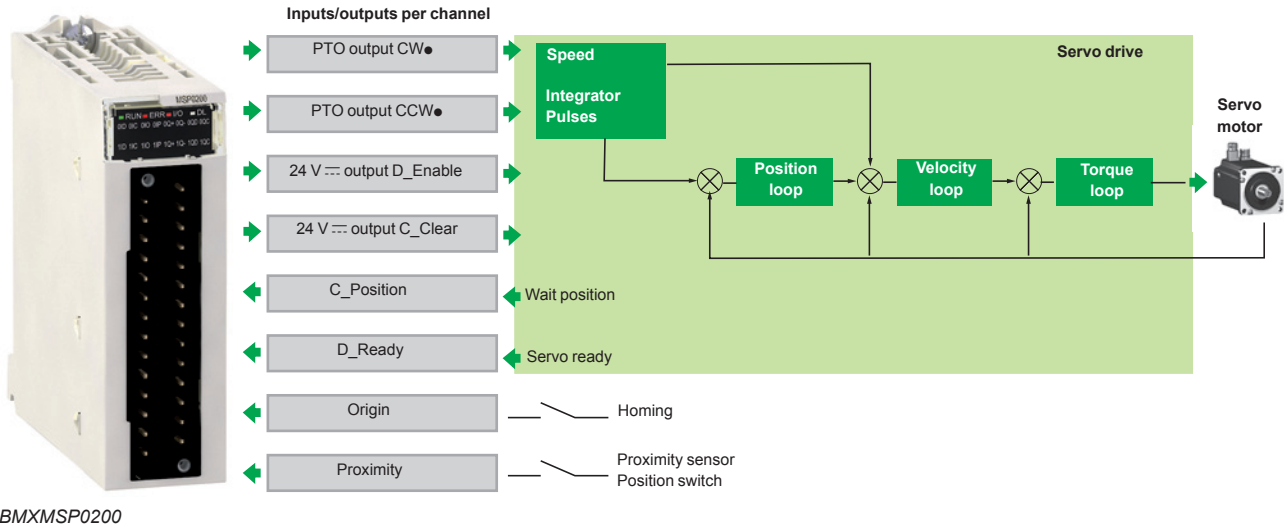 Inputs/outputs per channel
PTO output CW●
PTO output CCW●
24 V ⎓ output D_Enable
24 V ⎓ output C_Clear
C_Position
D_Ready
Origin
Proximity
Speed
Integrator
Pulses
Servo drive
Position
loop
Velocity
loop
Torque
loop
Servo
motor
Wait position
Servo ready
Homing
Proximity sensor
Position switch
MSP0200
RUN ERR I/O DL
BMXMSP0200